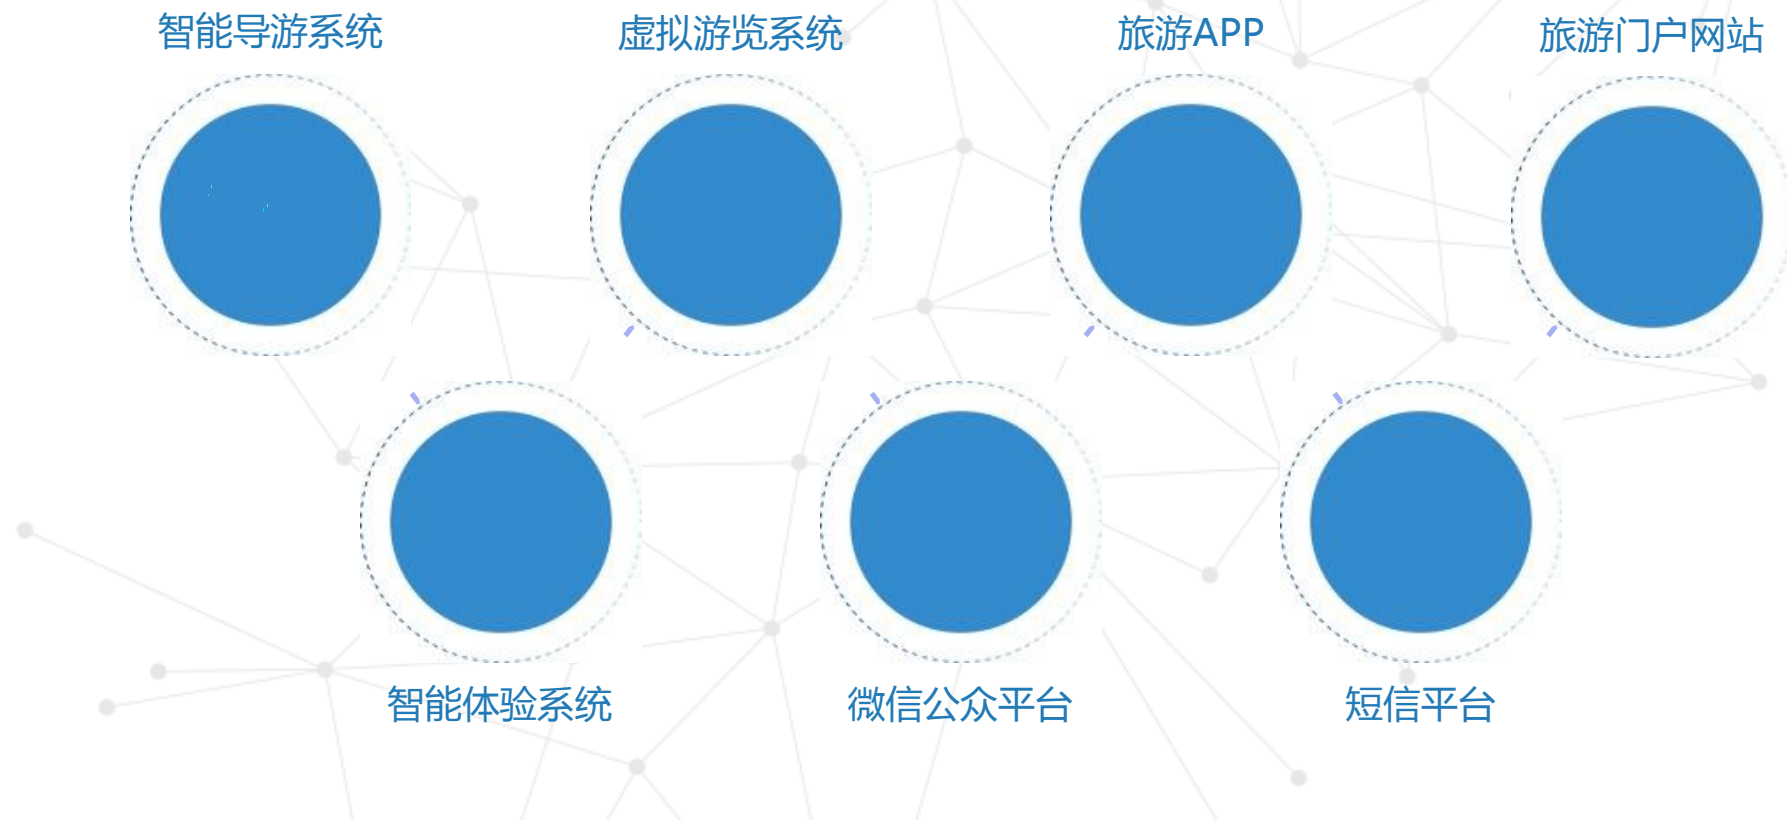 智能导游系统
虚拟游览系统
旅游APP
旅游门户网站
智能体验系统
微信公众平台
短信平台